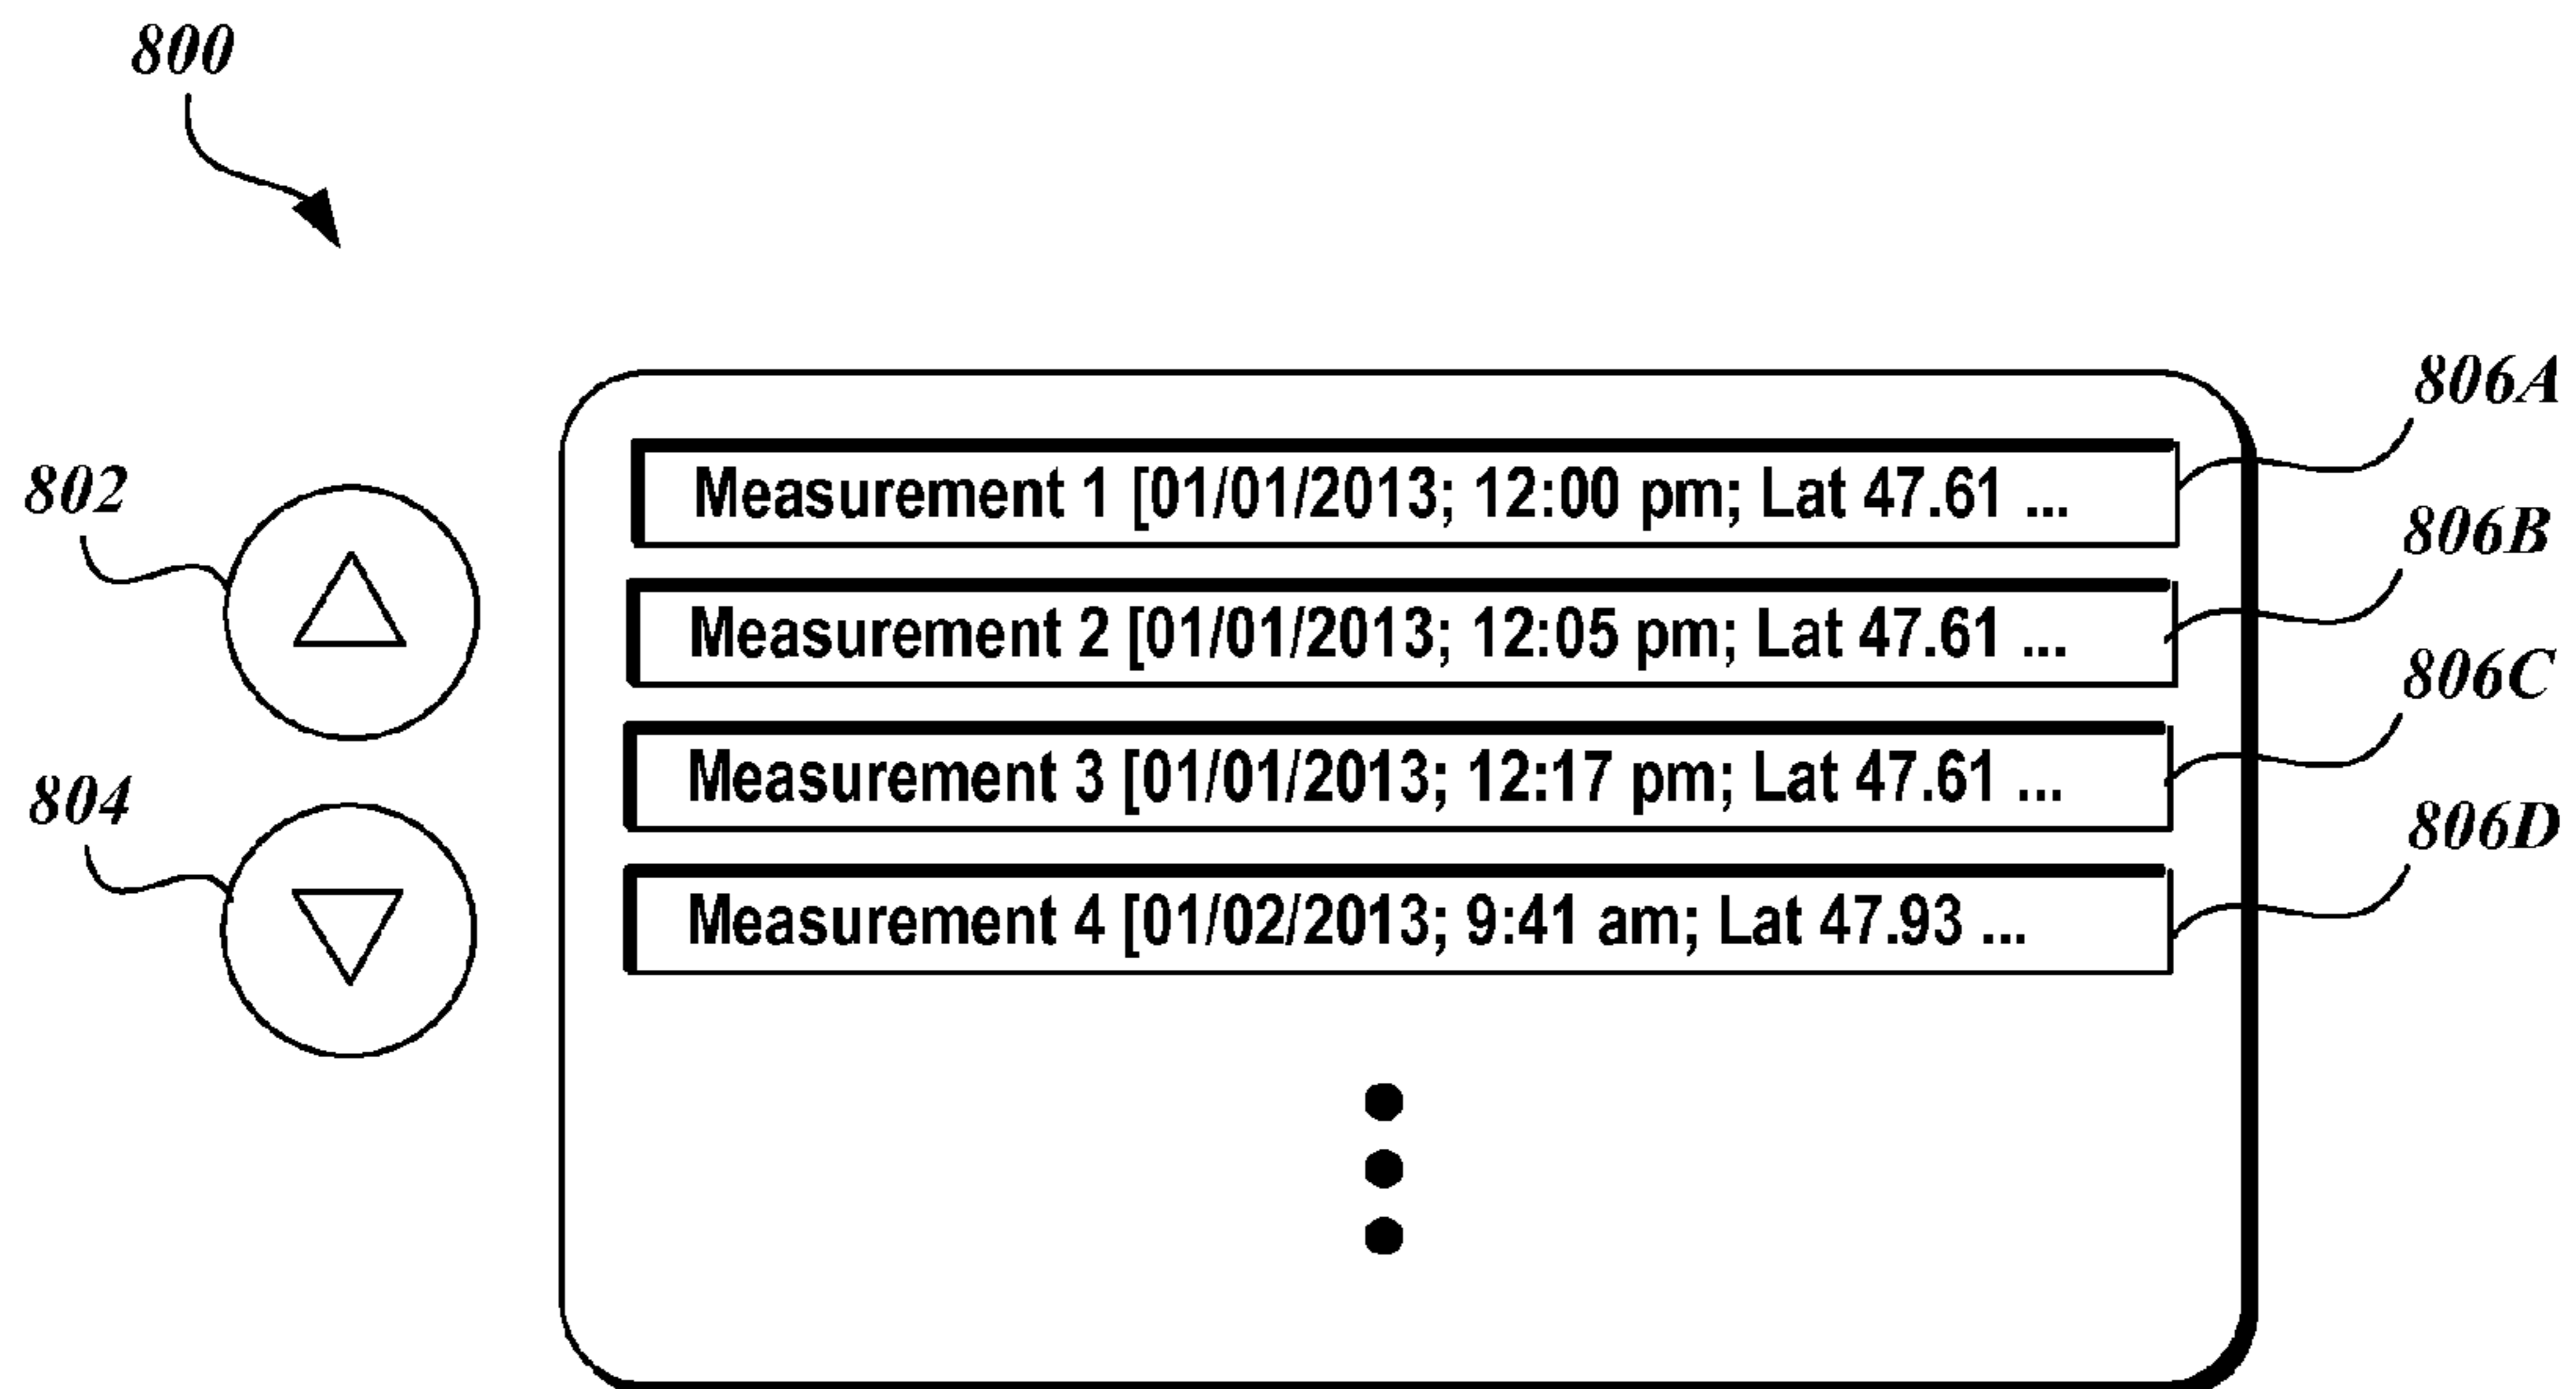 800
806A
Measurement 1 [01/01/2013; 12:00 pm; Lat 47.61 ...
802
806B
Measurement 2 [01/01/2013; 12:05 pm; Lat 47.61 ...
806C
Measurement 3 [01/01/2013; 12:17 pm; Lat 47.61 ...
804
806D
Measurement 4 [01/02/2013; 9:41 am; Lat 47.93 ...